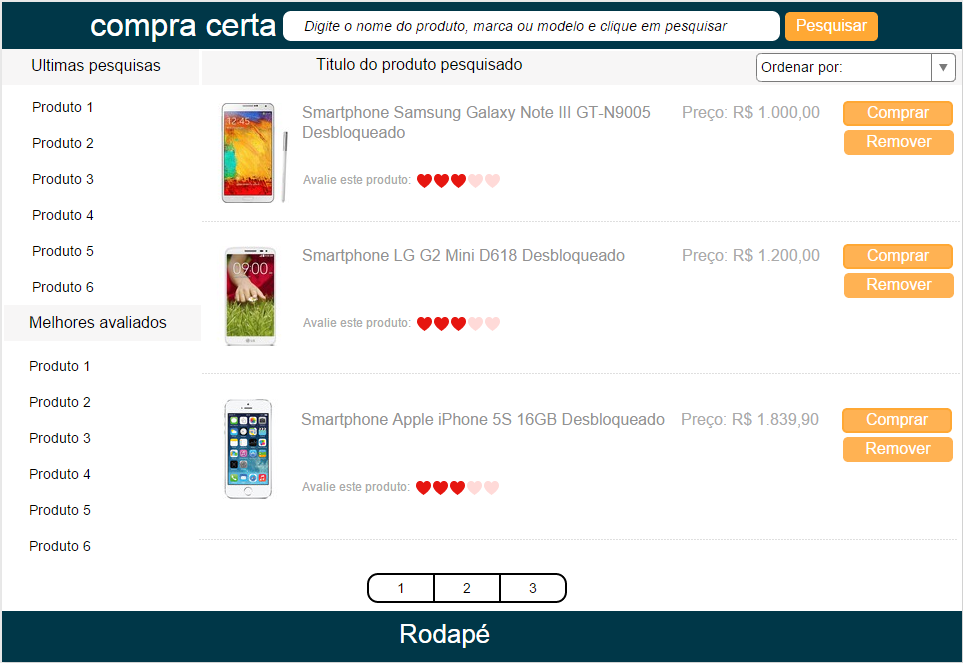 compra certa
Digite o nome do produto, marca ou modelo e clique em pesquisar
Pesquisar
Ultimas pesquisas
Produto 1
Produto 2
Produto 3
Produto 4
Produto 5
Produto 6
Melhores avaliados
Produto 1
Produto 2
Produto 3
Produto 4
Produto 5
Produto 6
Titulo do produto pesquisado
Ordenar por:
12:45
Smartphone Samsung Galaxy Note III GT-N9005
Desbloqueado
Avalie este produto:
Preço: R$ 1.000,00
Comprar
Remover
09:00
LG
Smartphone LG G2 Mini D618 Desbloqueado
Avalie este produto:
Preço: R$ 1.200,00
Comprar
Remover
Smartphone Apple iPhone 5S 16GB Desbloqueado
Avalie este produto:
Preço: R$ 1.839,90
Comprar
Remover
1 2 3
Rodapé